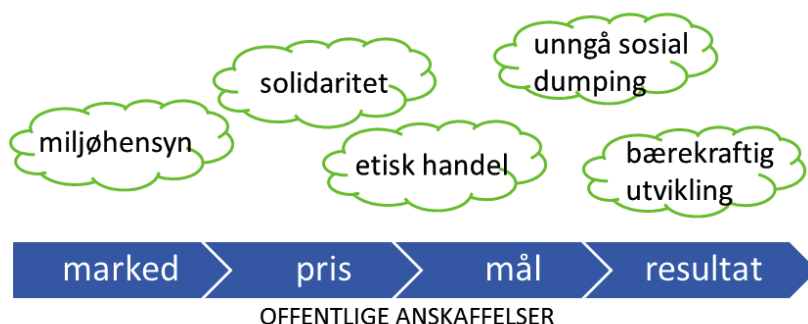 unngå sosial
dumping
solidaritet
miljøhensyn
etisk handel
bærekraftig
utvikling
marked
pris
mål
resultat
OFFENTLIGE ANSKAFFELSER